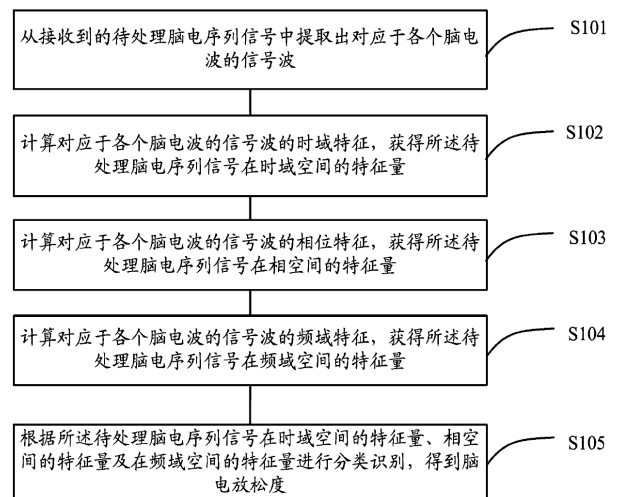 从接收到的待处理脑电序列信号中提取出对应于各个脑电
波的信号波
S101
计算对应于各个脑电波的信号波的时域特征，获得所述待
处理脑电序列信号在时域空间的特征量
S102
计算对应于各个脑电波的信号波的相位特征，获得所述待
处理脑电序列信号在相空间的特征量
S103
计算对应于各个脑电波的信号波的频域特征，获得所述待
处理脑电序列信号在频域空间的特征量
S104
根据所述待处理脑电序列信号在时域空间的特征量、相空
间的特征量及在频域空间的特征量进行分类识别，得到脑
电放松度
S105